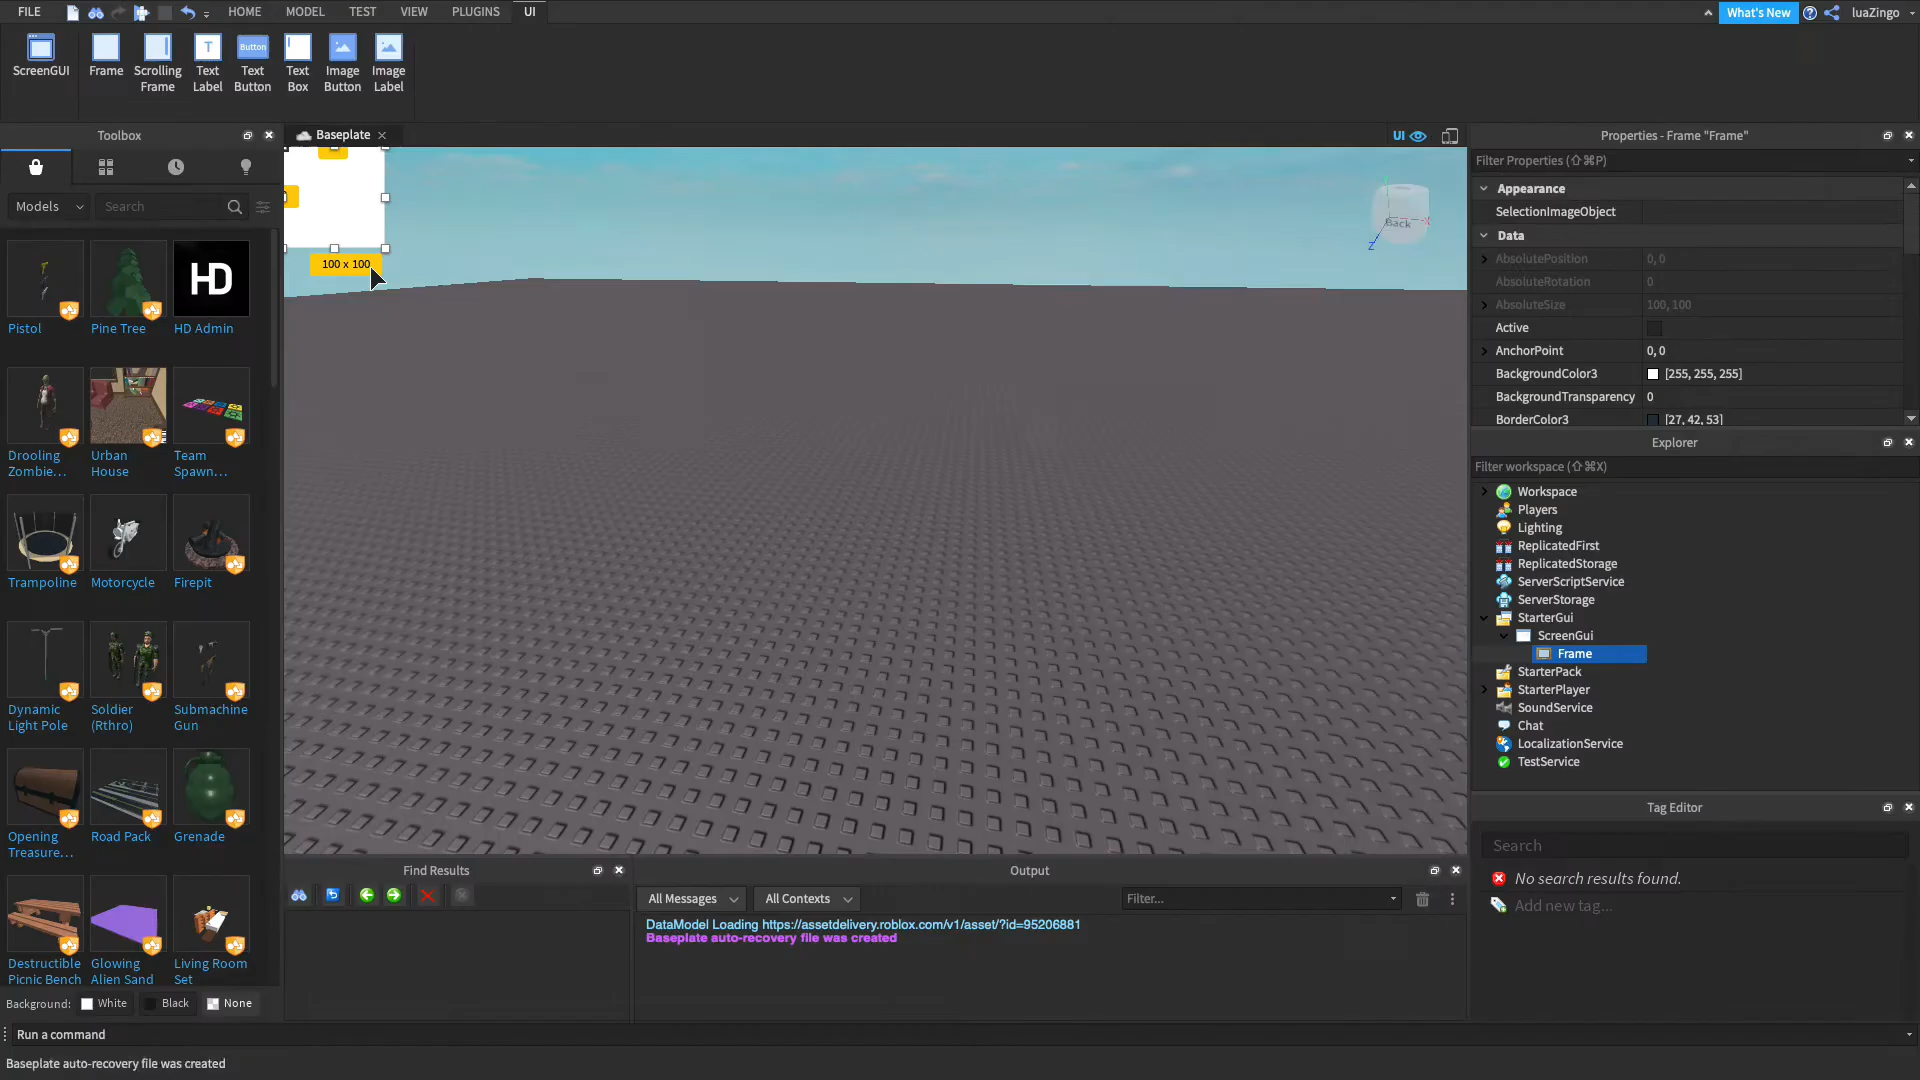 FILE HOME MODEL TEST VIEW PLUGINS UI What's New luaZingo
ScreenGUI Frame Scrolling Frame Text Label Button Text Button Text Box Image Button Image Label
Toolbox
Models Search
Pistol Pine Tree HD HD Admin
Drooling Zombie... Urban House Team Spawn...
Trampoline Motorcycle Firepit
Dynamic Light Pole Soldier (Rthro) Submachine Gun
Opening Treasure... Road Pack Grenade
Destructible Picnic Bench Glowing Alien Sand Living Room Set
Background: White Black None
Baseplate UI
100 x 100
Back
X
Z
Properties - Frame "Frame"
Filter Properties (⇧⌘P)
Appearance
SelectionImageObject
Data
AbsolutePosition 0, 0
AbsoluteRotation 0
AbsoluteSize 100, 100
Active
AnchorPoint 0, 0
BackgroundColor3 [255, 255, 255]
BackgroundTransparency 0
BorderColor3 [27, 42, 53]
Explorer
Filter workspace (⇧⌘X)
Workspace
Players
Lighting
ReplicatedFirst
ReplicatedStorage
ServerScriptService
ServerStorage
StarterGui
ScreenGui
Frame
StarterPack
StarterPlayer
SoundService
Chat
LocalizationService
TestService
Tag Editor
Search
No search results found.
Add new tag...
Find Results
Output
All Messages All Contexts Filter...
DataModel Loading https://assetdelivery.roblox.com/v1/asset/?id=95206881
Baseplate auto-recovery file was created
Run a command
Baseplate auto-recovery file was created